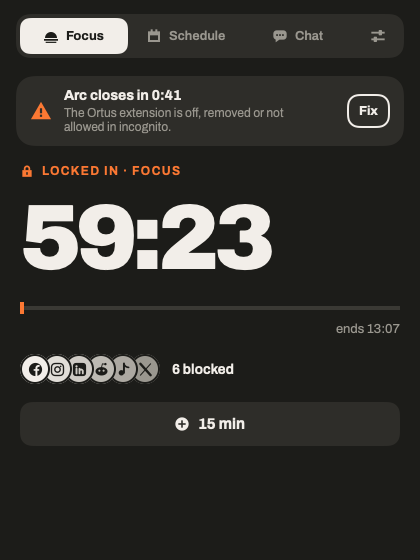 Focus
Schedule
Chat
Arc closes in 0:41
The Ortus extension is off, removed or not
allowed in incognito.
Fix
LOCKED IN · FOCUS
59:23
ends 13:07
6 blocked
15 min